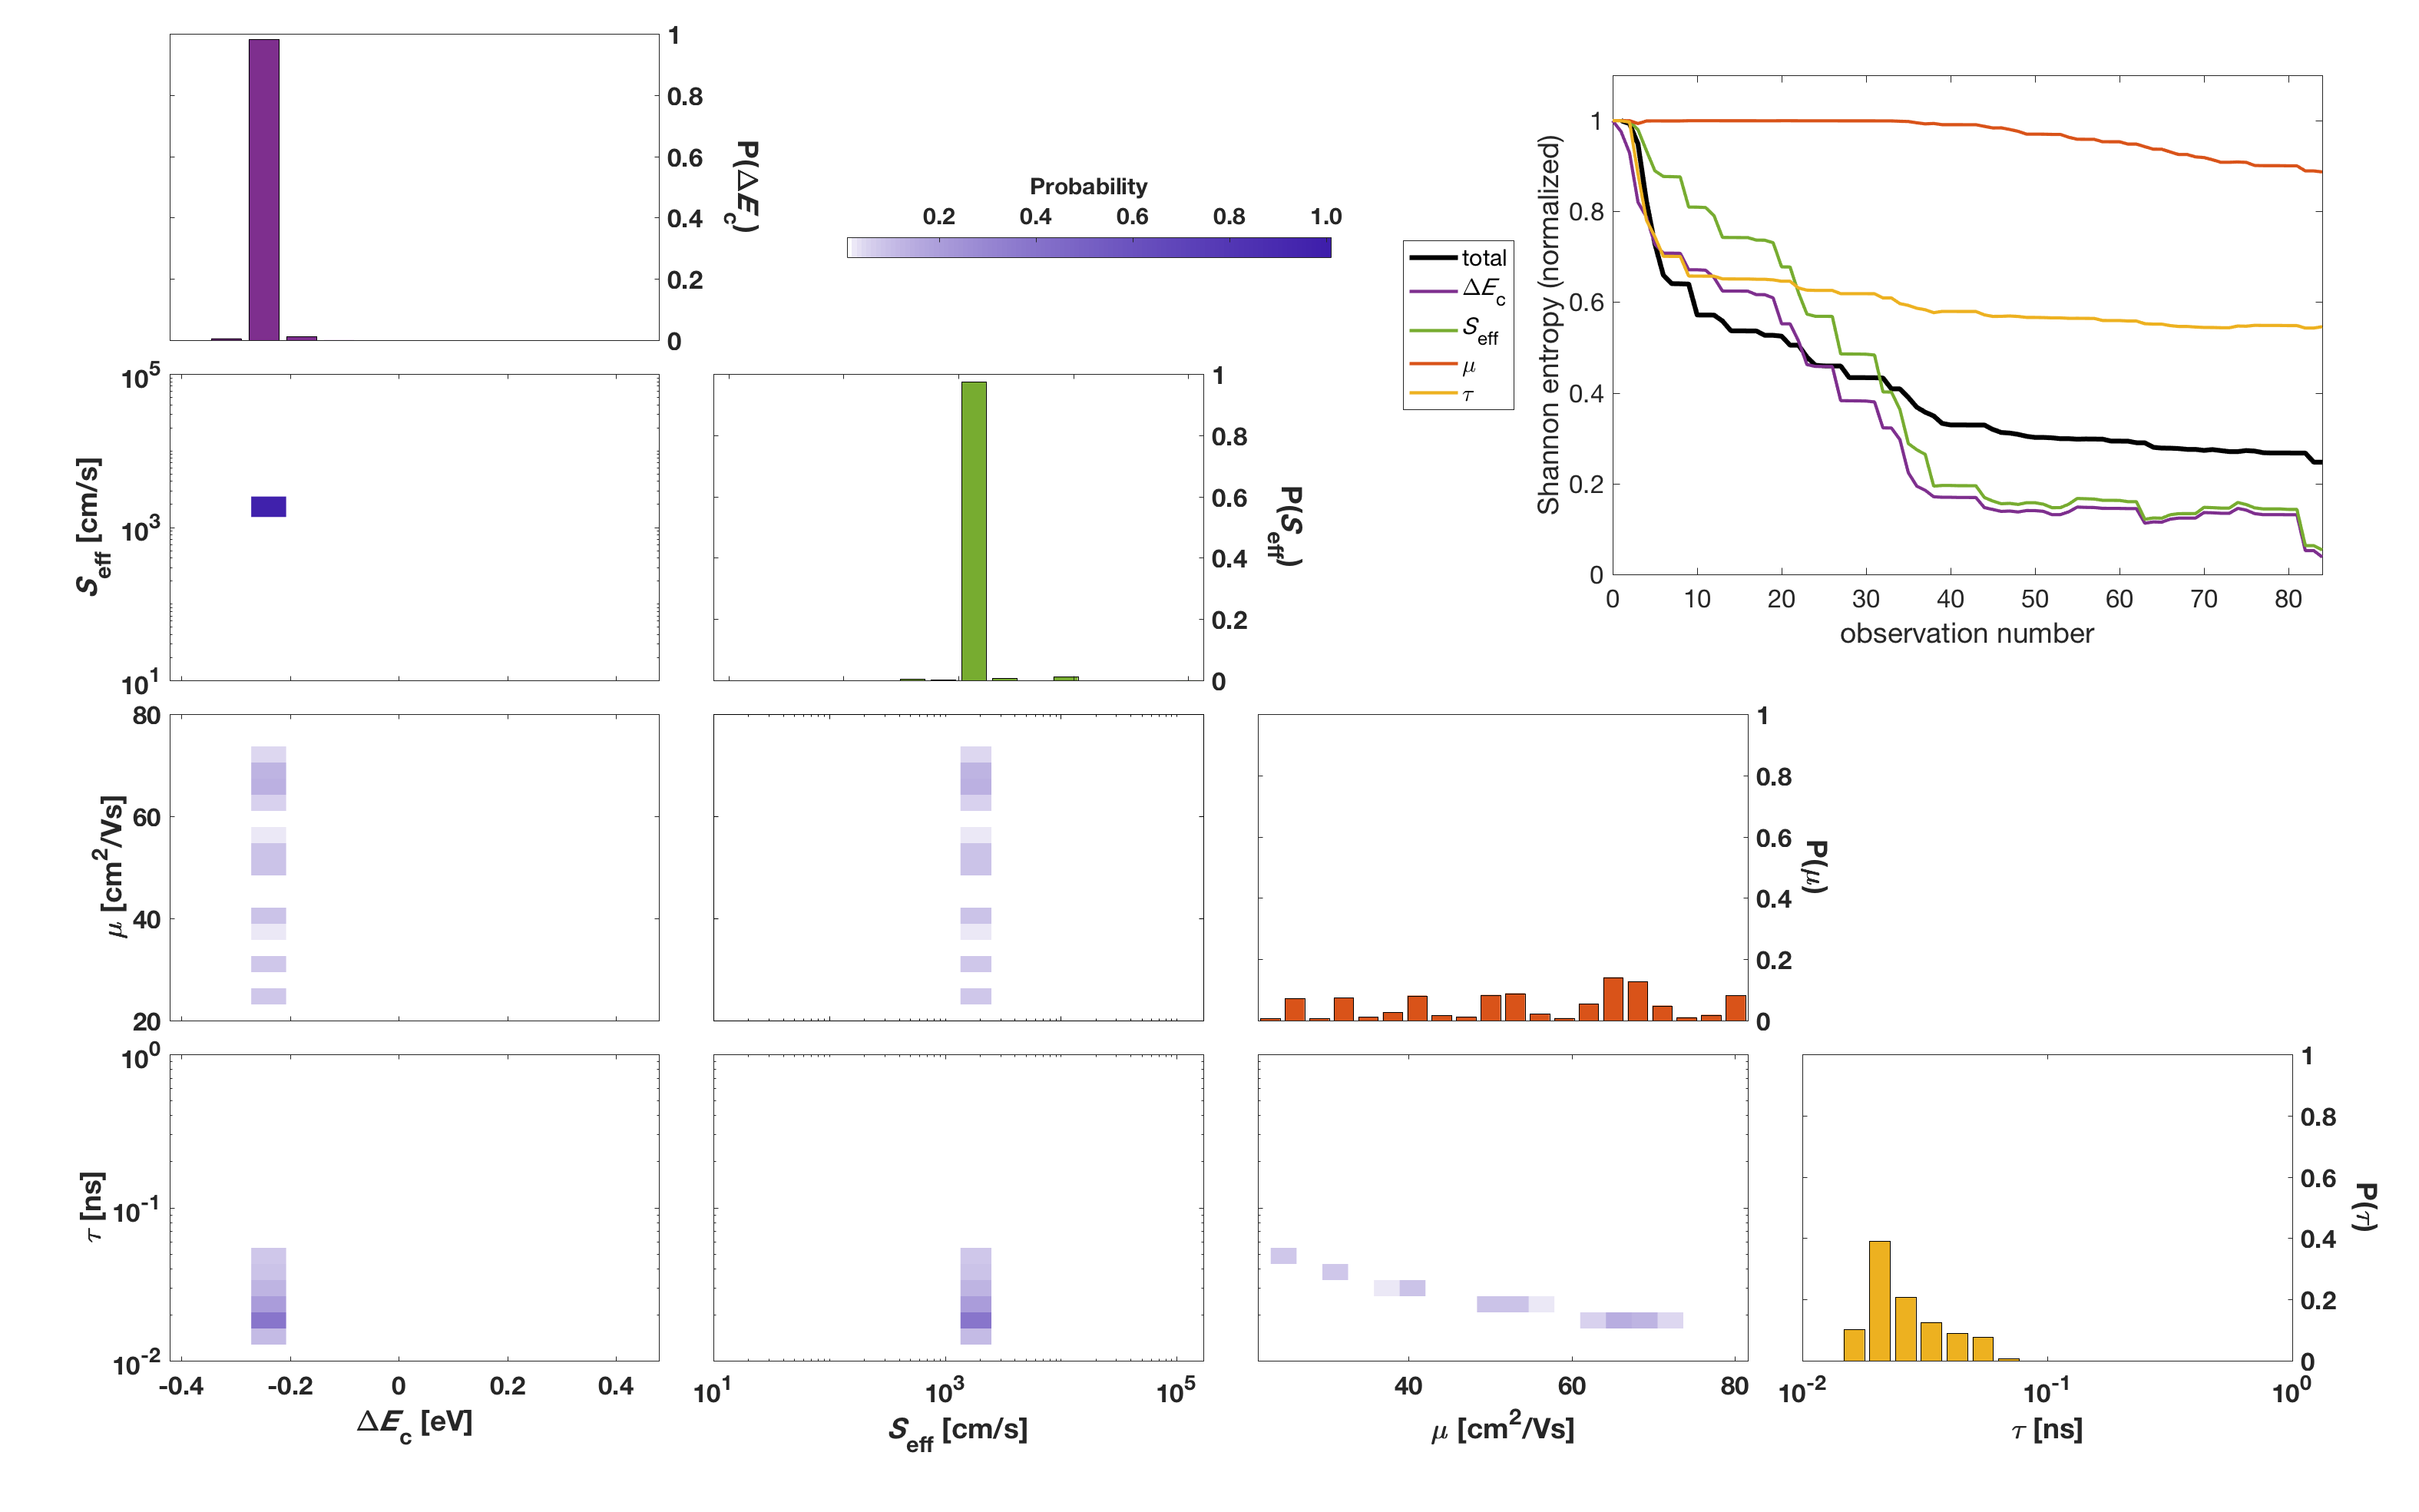 1
0.8
0.6
0.4
0.2
0
P(ΔE_c)
Probability
0.2 0.4 0.6 0.8 1.0
total
ΔE_c
S_eff
μ
τ
Shannon entropy (normalized)
1
0.8
0.6
0.4
0.2
0
0 10 20 30 40 50 60 70 80
observation number
S_eff [cm/s]
10^5
10^3
10^1
1
0.8
0.6
0.4
0.2
0
P(S_eff)
μ [cm^2/Vs]
80
60
40
20
1
0.8
0.6
0.4
0.2
0
P(μ)
τ [ns]
10^0
10^-1
10^-2
1
0.8
0.6
0.4
0.2
0
P(τ)
-0.4 -0.2 0 0.2 0.4
ΔE_c [eV]
10^1 10^3 10^5
S_eff [cm/s]
40 60 80
μ [cm^2/Vs]
10^-2 10^-1 10^0
τ [ns]